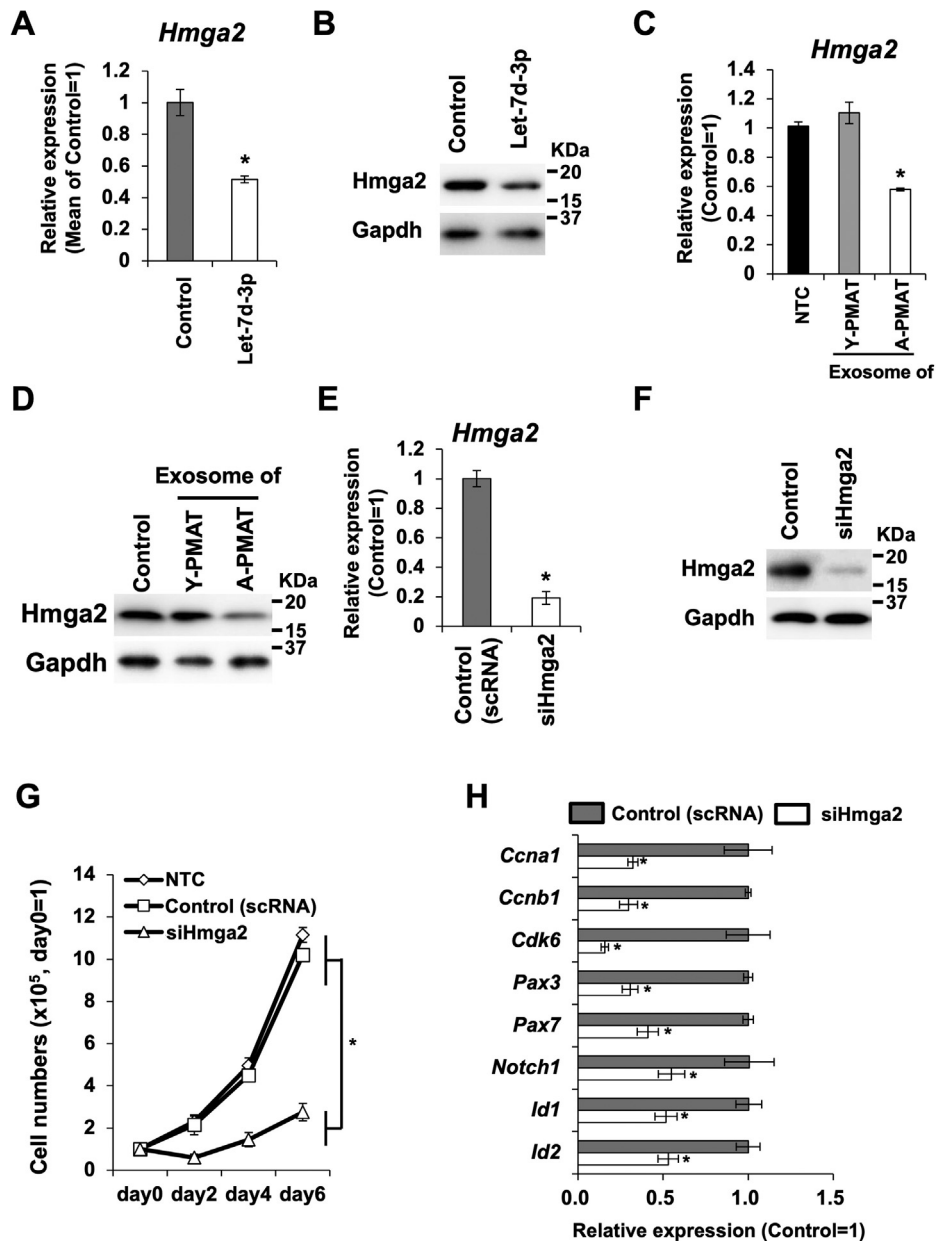 A
Hmga2
Relative expression
(Mean of Control=1)
1.2
1
0.8
0.6
0.4
0.2
0
*
Control
Let-7d-3p
B
Control
Let-7d-3p
KDa
Hmga2
20
15
Gapdh
37
C
Hmga2
Relative expression
(Control=1)
1.4
1.2
1
0.8
0.6
0.4
0.2
0
*
NTC
Y-PMAT
A-PMAT
Exosome of
D
Exosome of
Control
Y-PMAT
A-PMAT
KDa
Hmga2
20
15
Gapdh
37
E
Hmga2
Relative expression
(Control=1)
1.2
1
0.8
0.6
0.4
0.2
0
*
Control
(scRNA)
siHmga2
F
Control
siHmga2
KDa
Hmga2
20
15
Gapdh
37
G
Cell numbers (x10⁵, day0=1)
14
12
10
8
6
4
2
0
NTC
Control (scRNA)
siHmga2
*
day0 day2 day4 day6
H
Control (scRNA) siHmga2
Ccna1 *
Ccnb1 *
Cdk6 *
Pax3 *
Pax7 *
Notch1 *
Id1 *
Id2 *
0.0 0.5 1.0 1.5
Relative expression (Control=1)